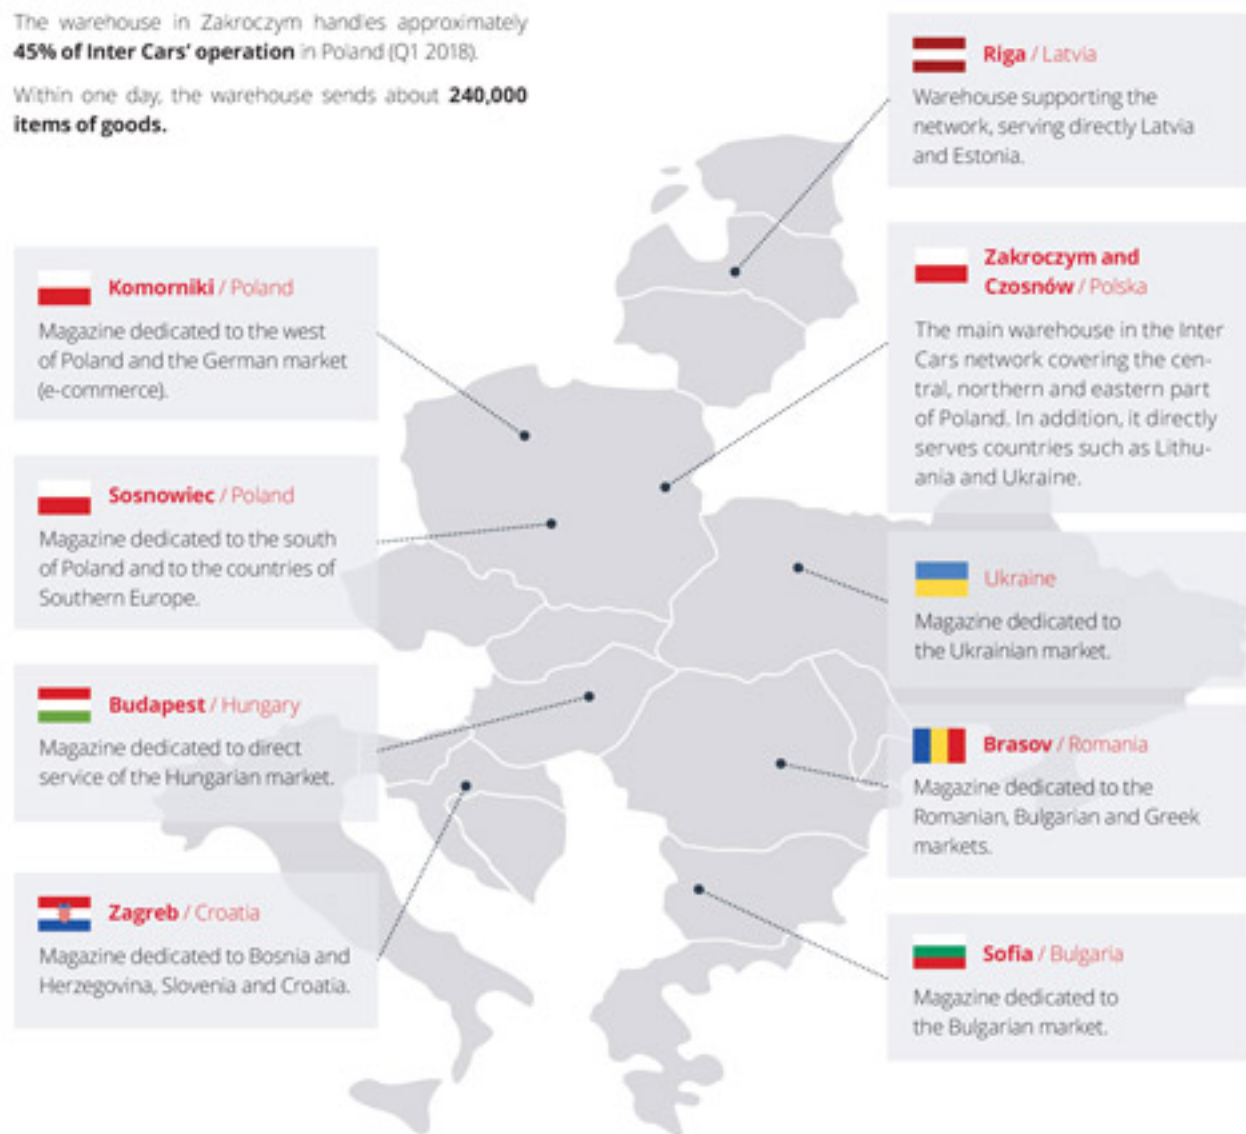 The warehouse in Zakroczym handles approximately
45% of Inter Cars' operation in Poland (Q1 2018).
Within one day, the warehouse sends about 240,000
items of goods.
Komorniki / Poland
Magazine dedicated to the west
of Poland and the German market
(e-commerce).
Sosnowiec / Poland
Magazine dedicated to the south
of Poland and to the countries of
Southern Europe.
Budapest / Hungary
Magazine dedicated to direct
service of the Hungarian market.
Zagreb / Croatia
Magazine dedicated to Bosnia and
Herzegovina, Slovenia and Croatia.
Riga / Latvia
Warehouse supporting the
network, serving directly Latvia
and Estonia.
Zakroczym and
Czosnów / Polska
The main warehouse in the Inter
Cars network covering the cen-
tral, northern and eastern part
of Poland. In addition, it directly
serves countries such as Lithu-
ania and Ukraine.
Ukraine
Magazine dedicated to
the Ukrainian market.
Brasov / Romania
Magazine dedicated to the
Romanian, Bulgarian and Greek
markets.
Sofia / Bulgaria
Magazine dedicated to
the Bulgarian market.